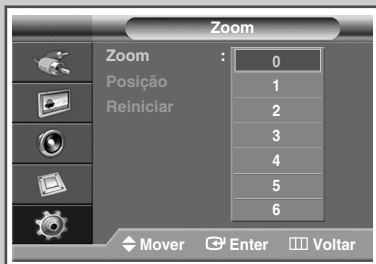 Zoom
Zoom : 0
Posição 1
Reiniciar 2
3
4
5
6
Mover Enter Voltar